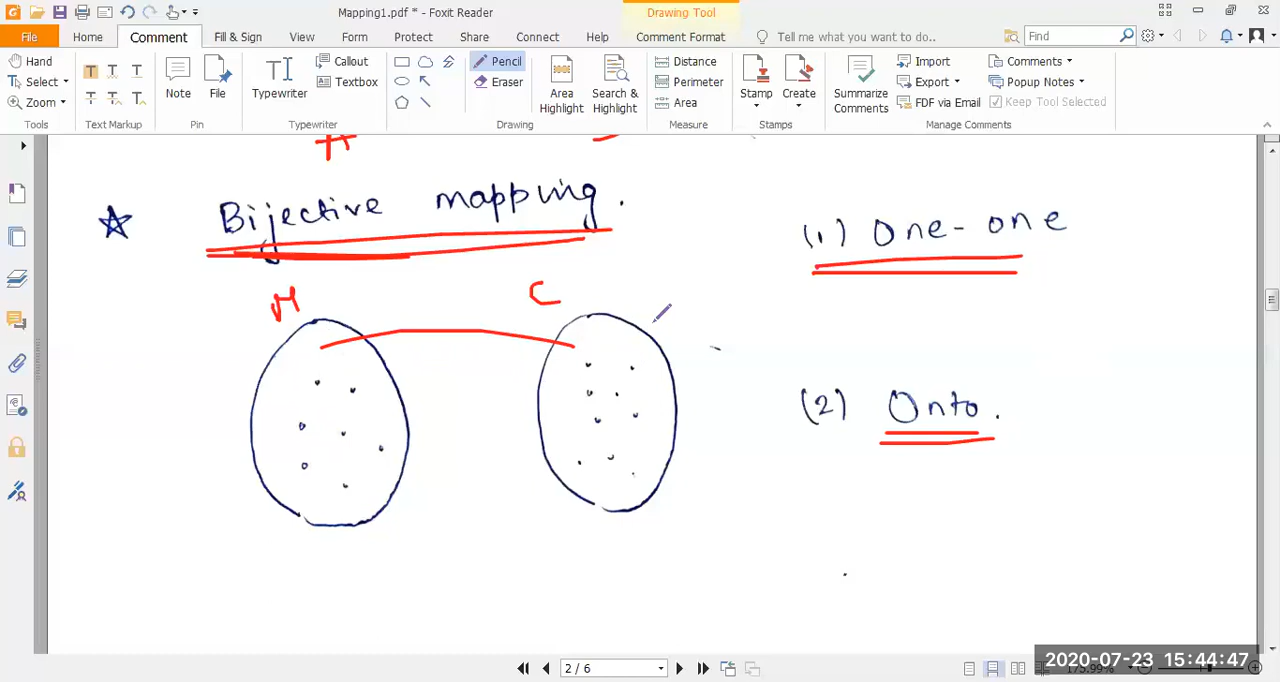 Mapping1.pdf * - Foxit Reader
Drawing Tool
File Home Comment Fill & Sign View Form Protect Share Connect Help Comment Format Tell me what you want to do.. Find
Hand
Select
Zoom
Tools
T T T
T T T
Text Markup
Note
File
Pin
Typewriter
Callout
Textbox
Typewriter
Pencil
Eraser
Area Highlight
Search & Highlight
Drawing
Distance
Perimeter
Area
Measure
Stamp
Create
Stamps
Summarize Comments
Import
Export
FDF via Email
Comments
Popup Notes
Keep Tool Selected
Manage Comments
Bijective mapping.
(1) One-one
M
C
(2) Onto.
2 / 6
2020-07-23 15:44:47